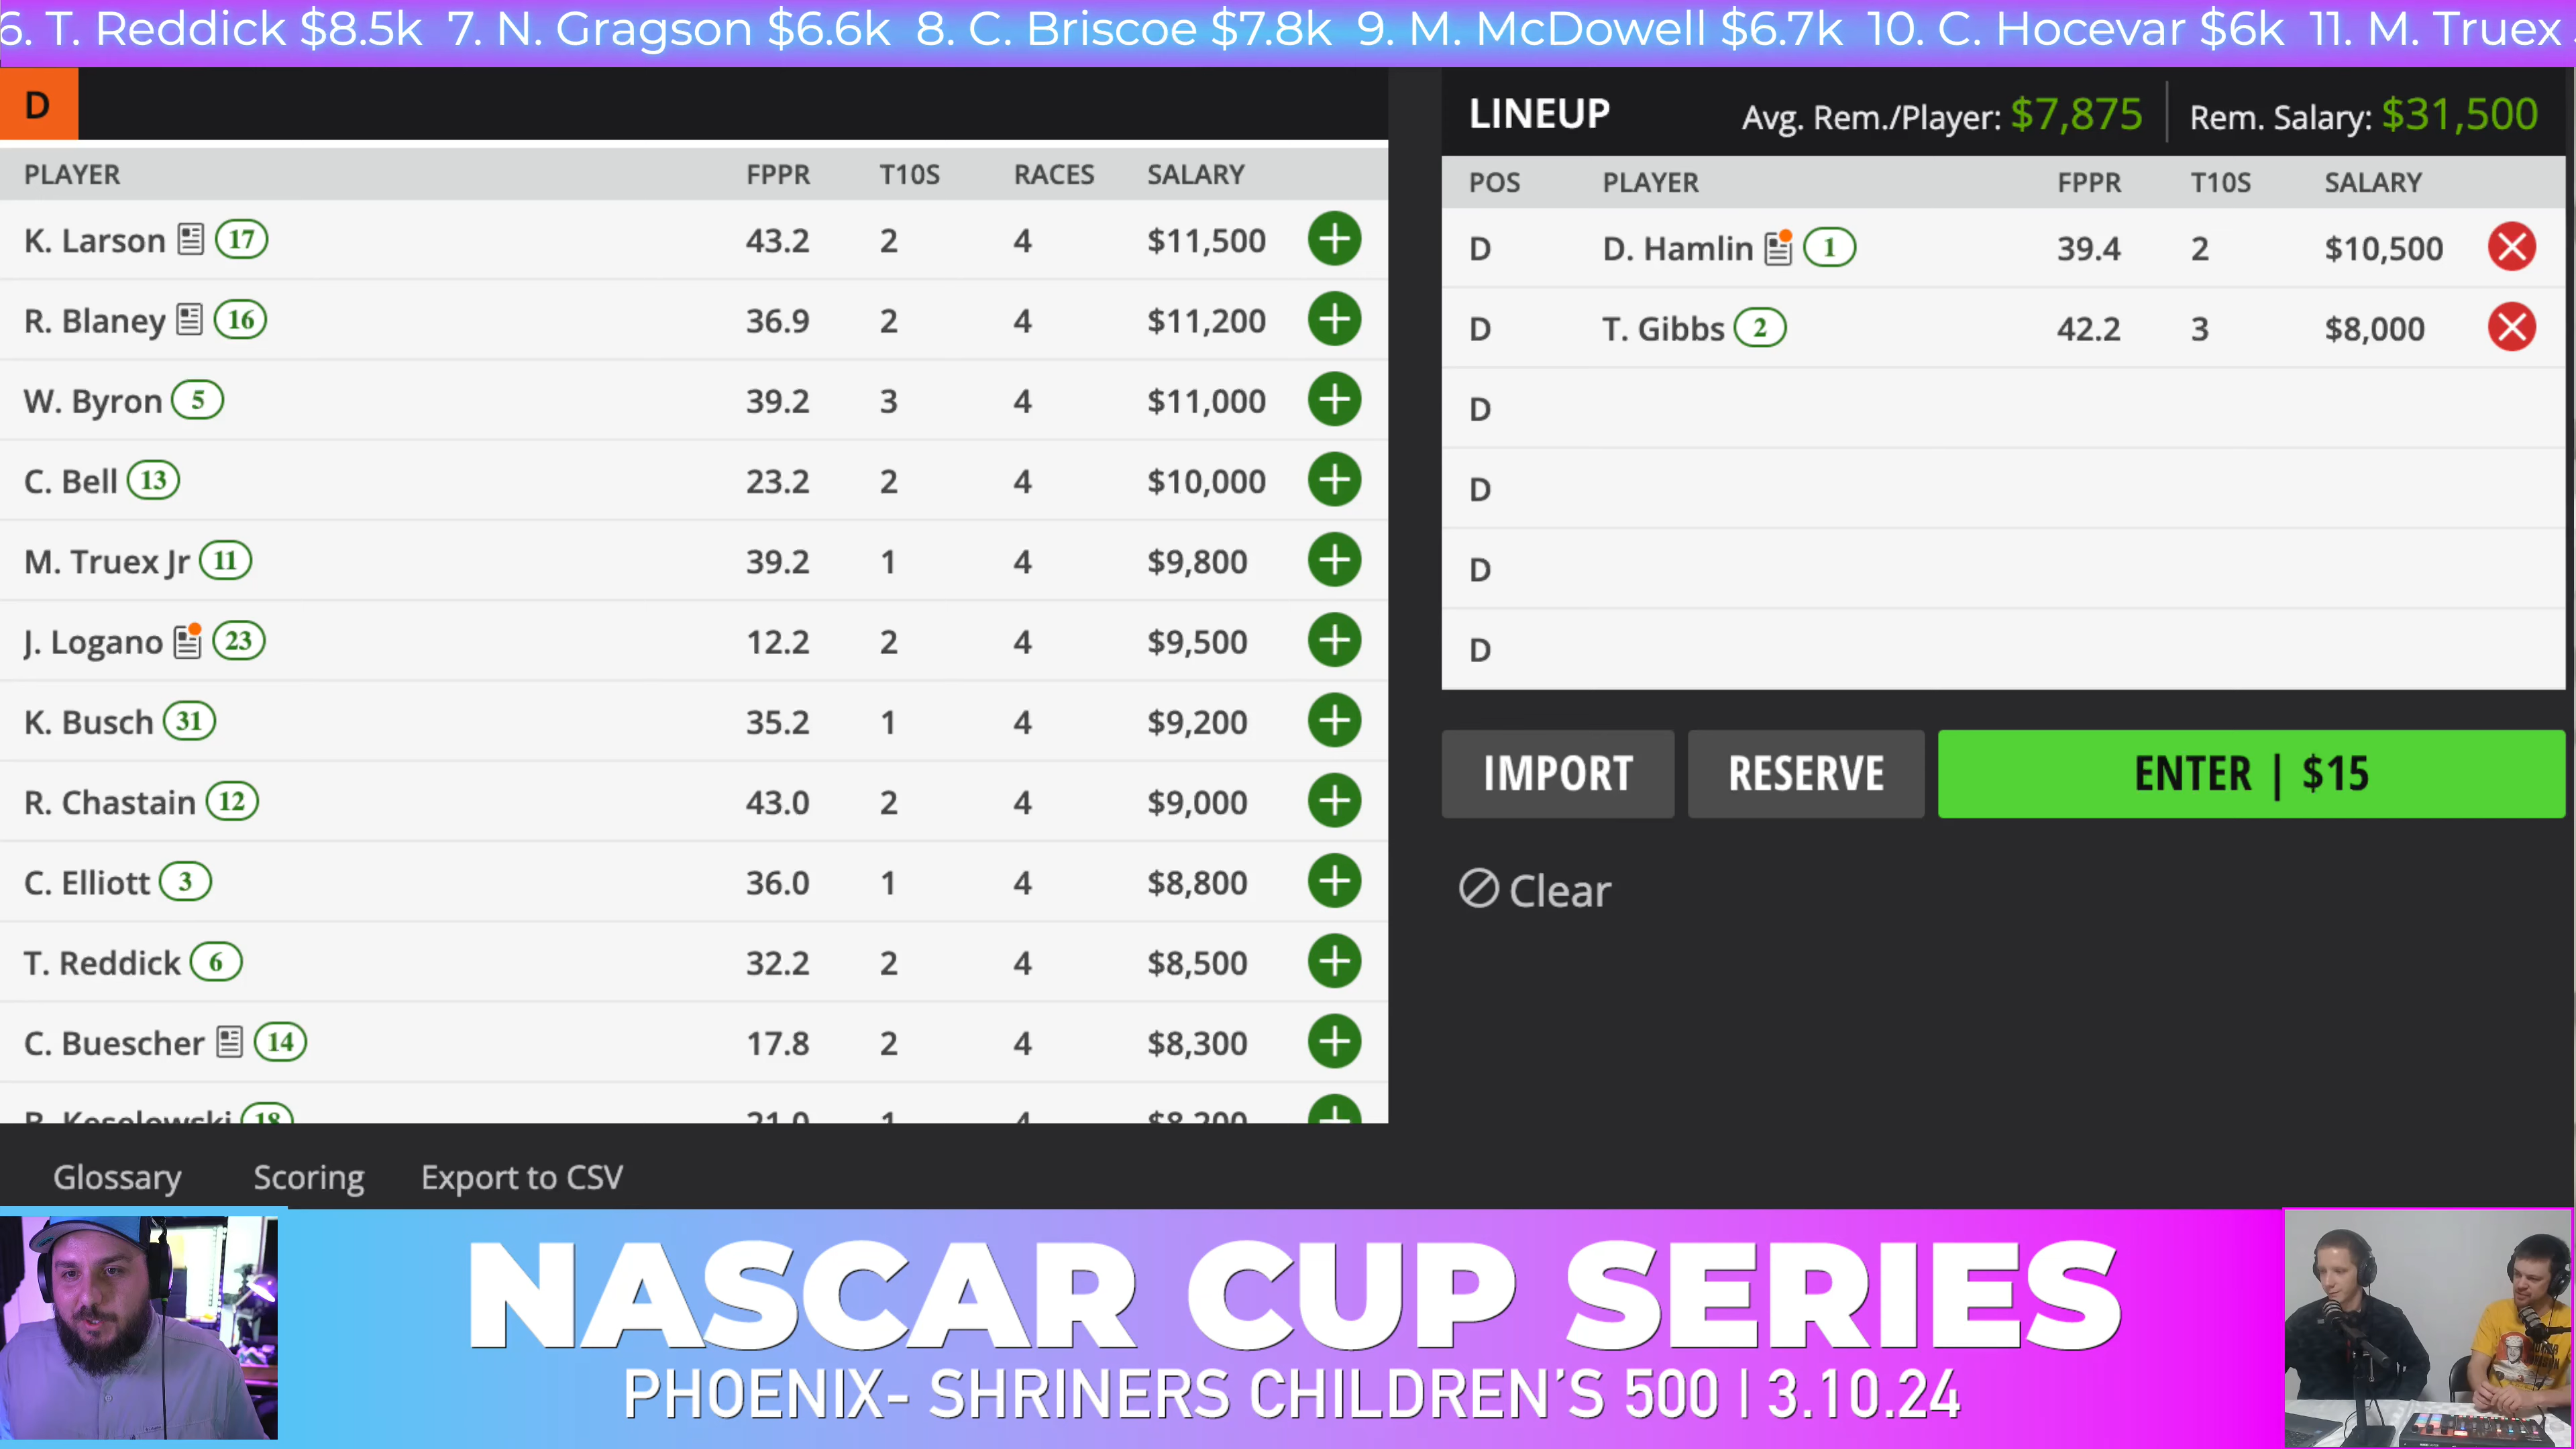 6. T. Reddick $8.5k 7. N. Gragson $6.6k 8. C. Briscoe $7.8k 9. M. McDowell $6.7k 10. C. Hocevar $6k 11. M. Truex
D
PLAYER FPPR T10S RACES SALARY
K. Larson 17 43.2 2 4 $11,500
R. Blaney 16 36.9 2 4 $11,200
W. Byron 5 39.2 3 4 $11,000
C. Bell 13 23.2 2 4 $10,000
M. Truex Jr 11 39.2 1 4 $9,800
J. Logano 23 12.2 2 4 $9,500
K. Busch 31 35.2 1 4 $9,200
R. Chastain 12 43.0 2 4 $9,000
C. Elliott 3 36.0 1 4 $8,800
T. Reddick 6 32.2 2 4 $8,500
C. Buescher 14 17.8 2 4 $8,300
B. Keselowski 18 21.0 1 4 $8,200
Glossary Scoring Export to CSV
LINEUP Avg. Rem./Player: $7,875 Rem. Salary: $31,500
POS PLAYER FPPR T10S SALARY
D D. Hamlin 1 39.4 2 $10,500
D T. Gibbs 2 42.2 3 $8,000
D
D
D
D
IMPORT RESERVE ENTER | $15
Clear
NASCAR CUP SERIES
PHOENIX- SHRINERS CHILDREN'S 500 | 3.10.24